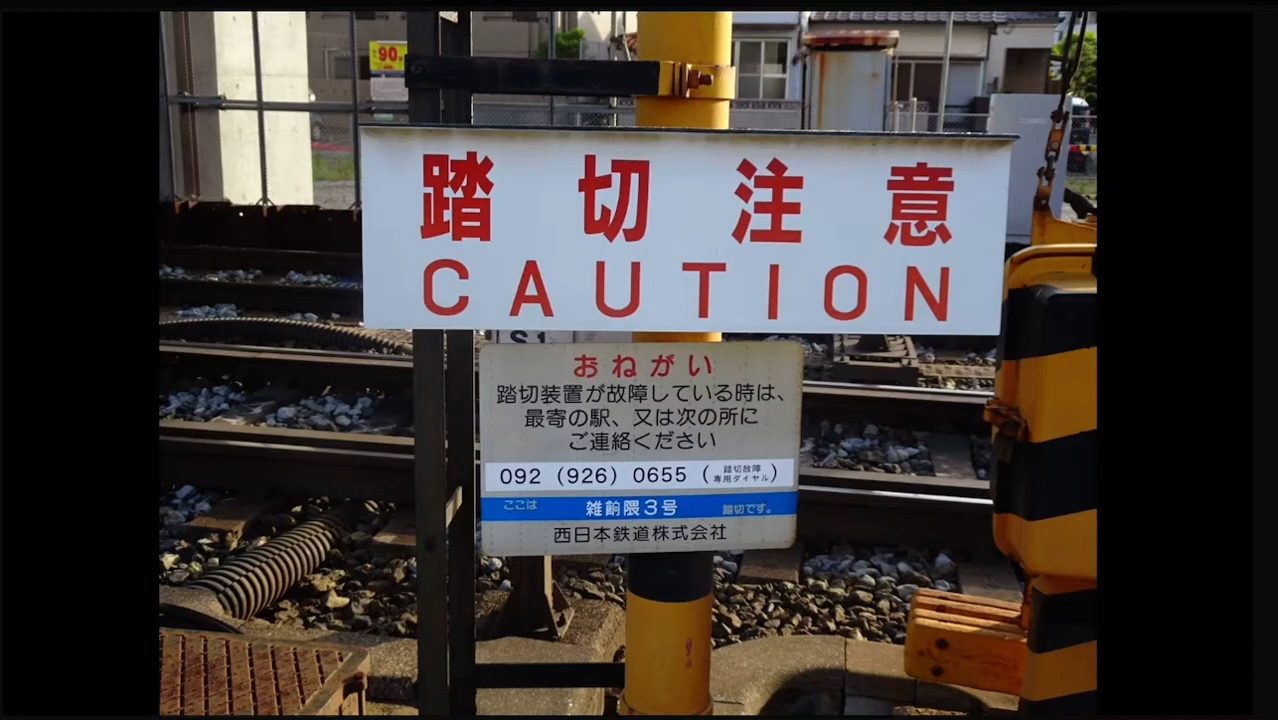 90
踏切注意
CAUTION
S1
おねがい
踏切装置が故障している時は、
最寄の駅、又は次の所に
ご連絡ください
092 (926) 0655 (踏切故障専用ダイヤル)
ここは 雑餉隈3号 踏切です。
西日本鉄道株式会社